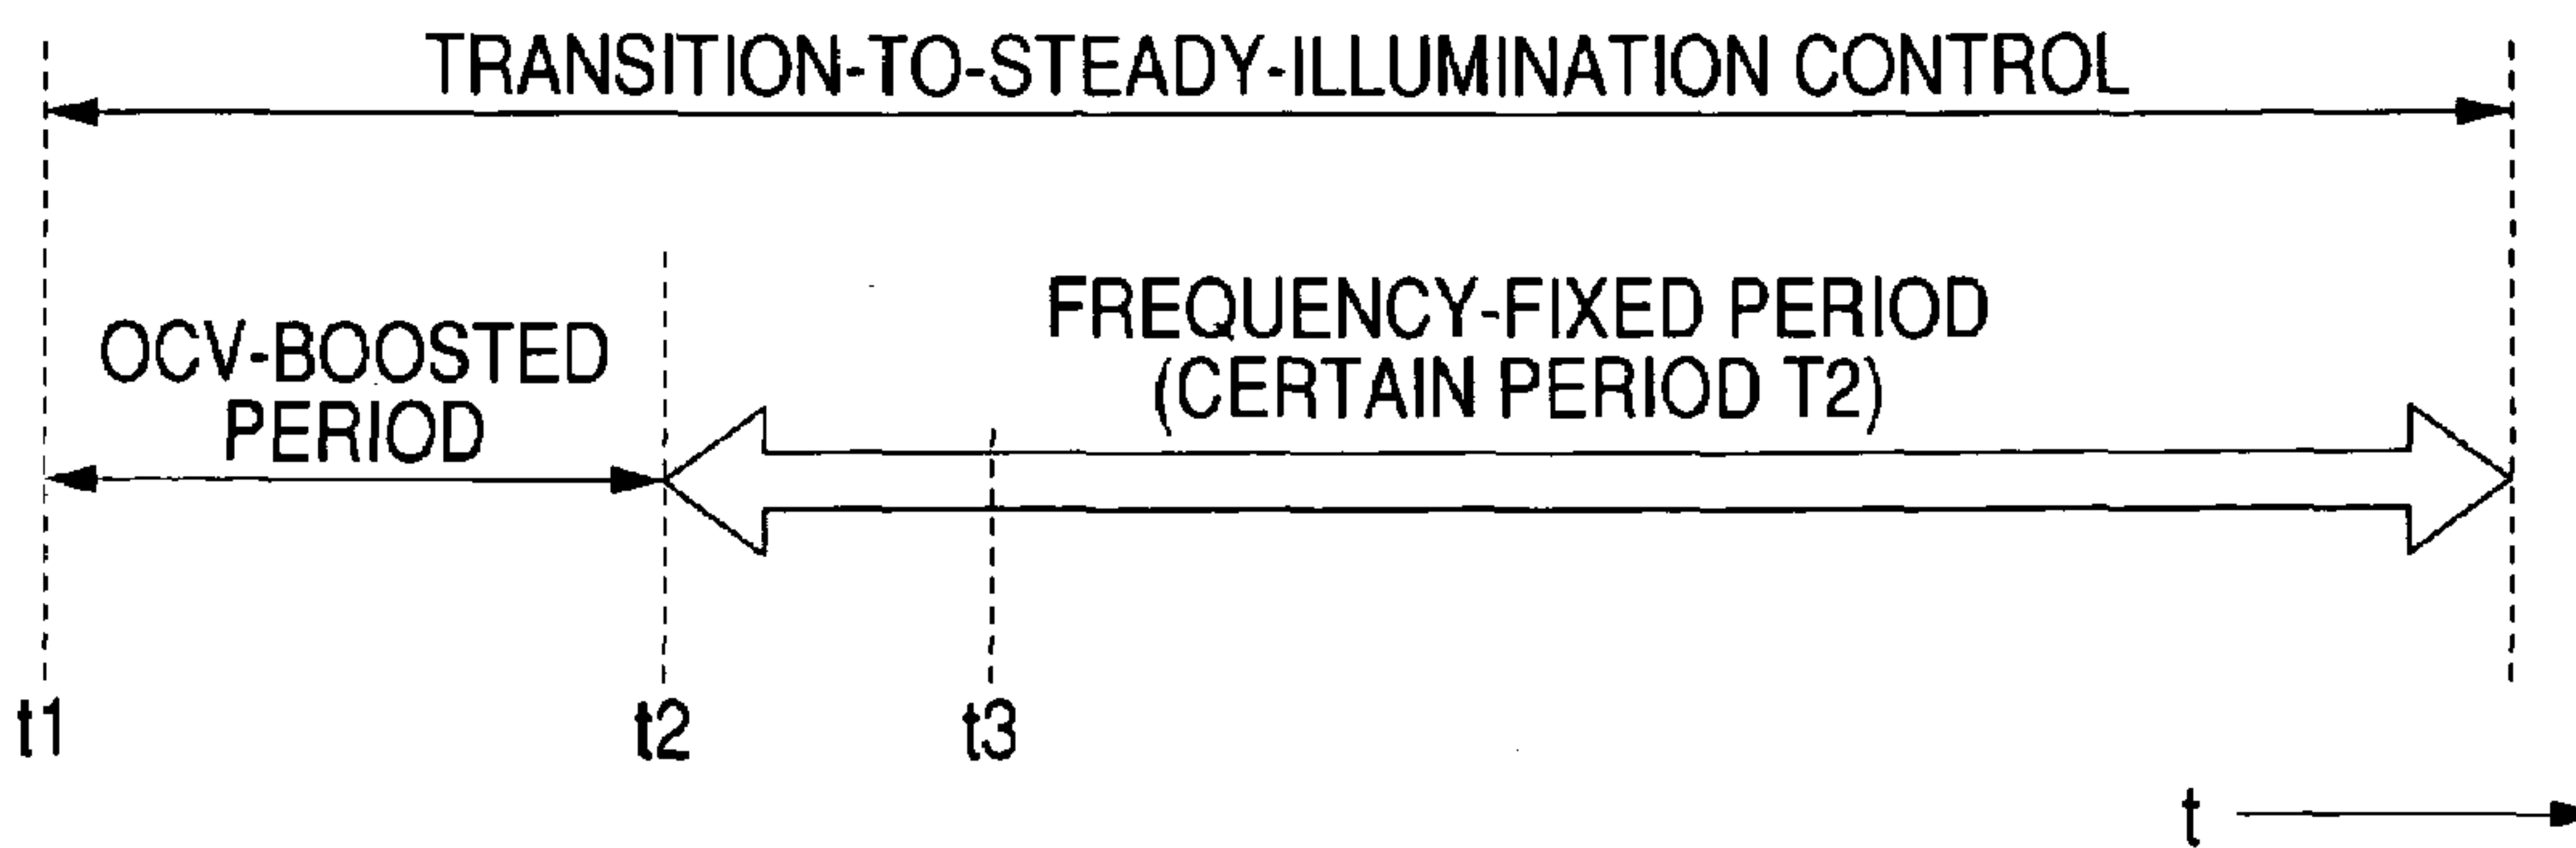 TRANSITION-TO-STEADY-ILLUMINATION CONTROL
OCV-BOOSTED
PERIOD
FREQUENCY-FIXED PERIOD
(CERTAIN PERIOD T2)
t1
t2
t3
t